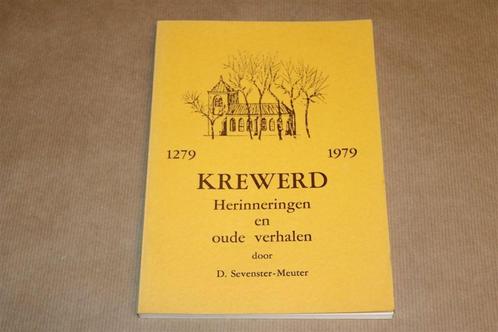 1279 1979
KREWERD
Herinneringen
en
oude verhalen
door
D. Sevenster-Meuter